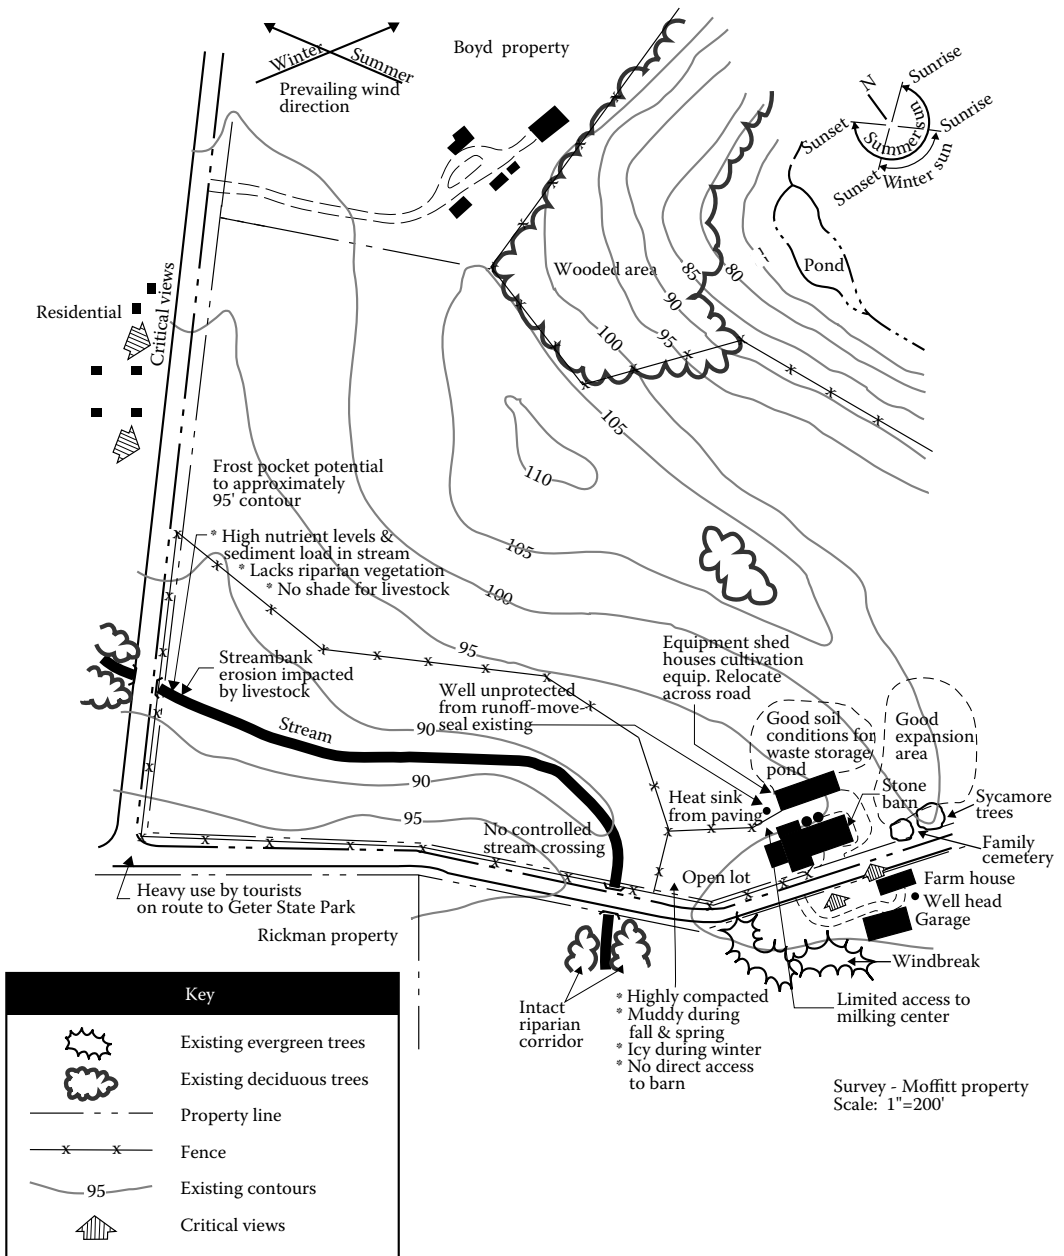 Boyd property
Winter
Summer
Prevailing wind
direction
N
Sunrise
Sunrise
Sunset
Summer sun
Sunset
Winter sun
Wooded area
85
80
Pond
90
Critical views
Residential
100
95
105
110
Frost pocket potential
to approximately
95' contour
* High nutrient levels &
sediment load in stream
* Lacks riparian vegetation
* No shade for livestock
105
100
95
Equipment shed
houses cultivation
equip. Relocate
across road
Streambank
erosion impacted
by livestock
Well unprotected
from runoff-move-
seal existing
Stream
90
Good soil
conditions for
waste storage
pond
Good
expansion
area
90
Heat sink
from paving
Stone
barn
Sycamore
trees
95
No controlled
stream crossing
Family
cemetery
Open lot
Farm house
Well head
Garage
Heavy use by tourists
on route to Geter State Park
Rickman property
Windbreak
Intact
riparian
corridor
* Highly compacted
* Muddy during
fall & spring
* Icy during winter
* No direct access
to barn
Limited access to
milking center
Survey - Moffitt property
Scale: 1"=200'
Key
Existing evergreen trees
Existing deciduous trees
Property line
x x
Fence
95
Existing contours
Critical views